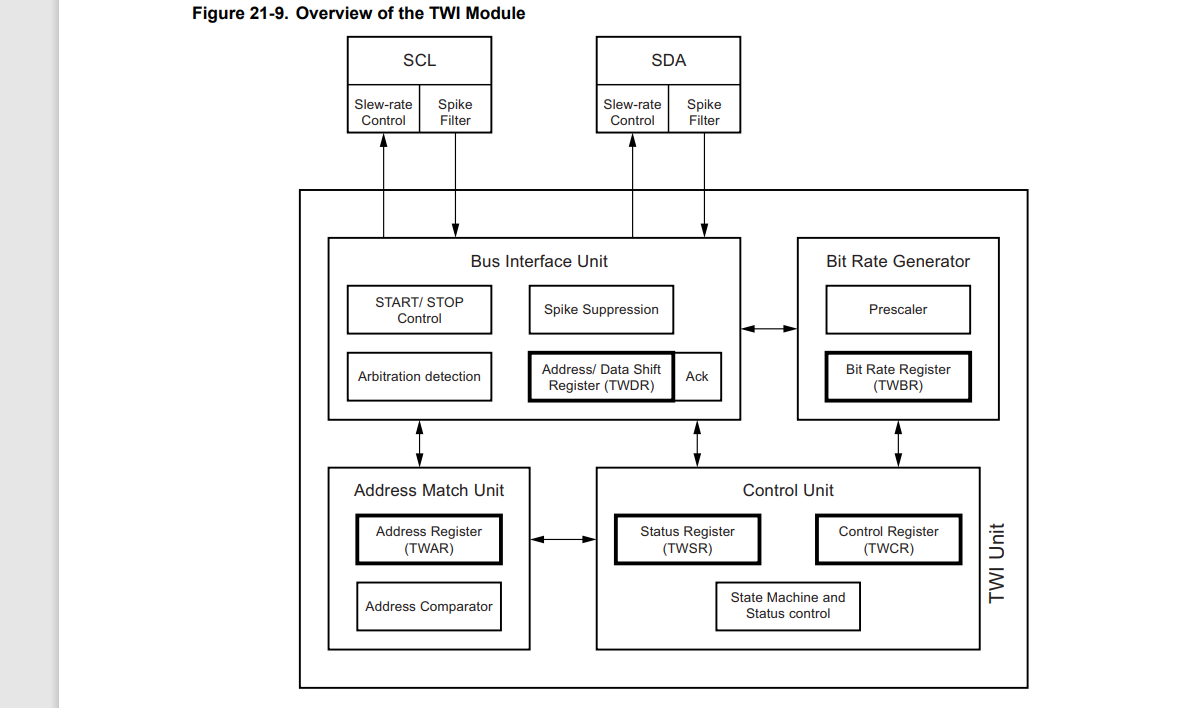 Figure 21-9. Overview of the TWI Module
SCL
Slew-rate
Control
Spike
Filter
SDA
Slew-rate
Control
Spike
Filter
Bus Interface Unit
START/ STOP
Control
Spike Suppression
Arbitration detection
Address/ Data Shift
Register (TWDR)
Ack
Bit Rate Generator
Prescaler
Bit Rate Register
(TWBR)
Address Match Unit
Address Register
(TWAR)
Address Comparator
Control Unit
Status Register
(TWSR)
Control Register
(TWCR)
State Machine and
Status control
TWI Unit